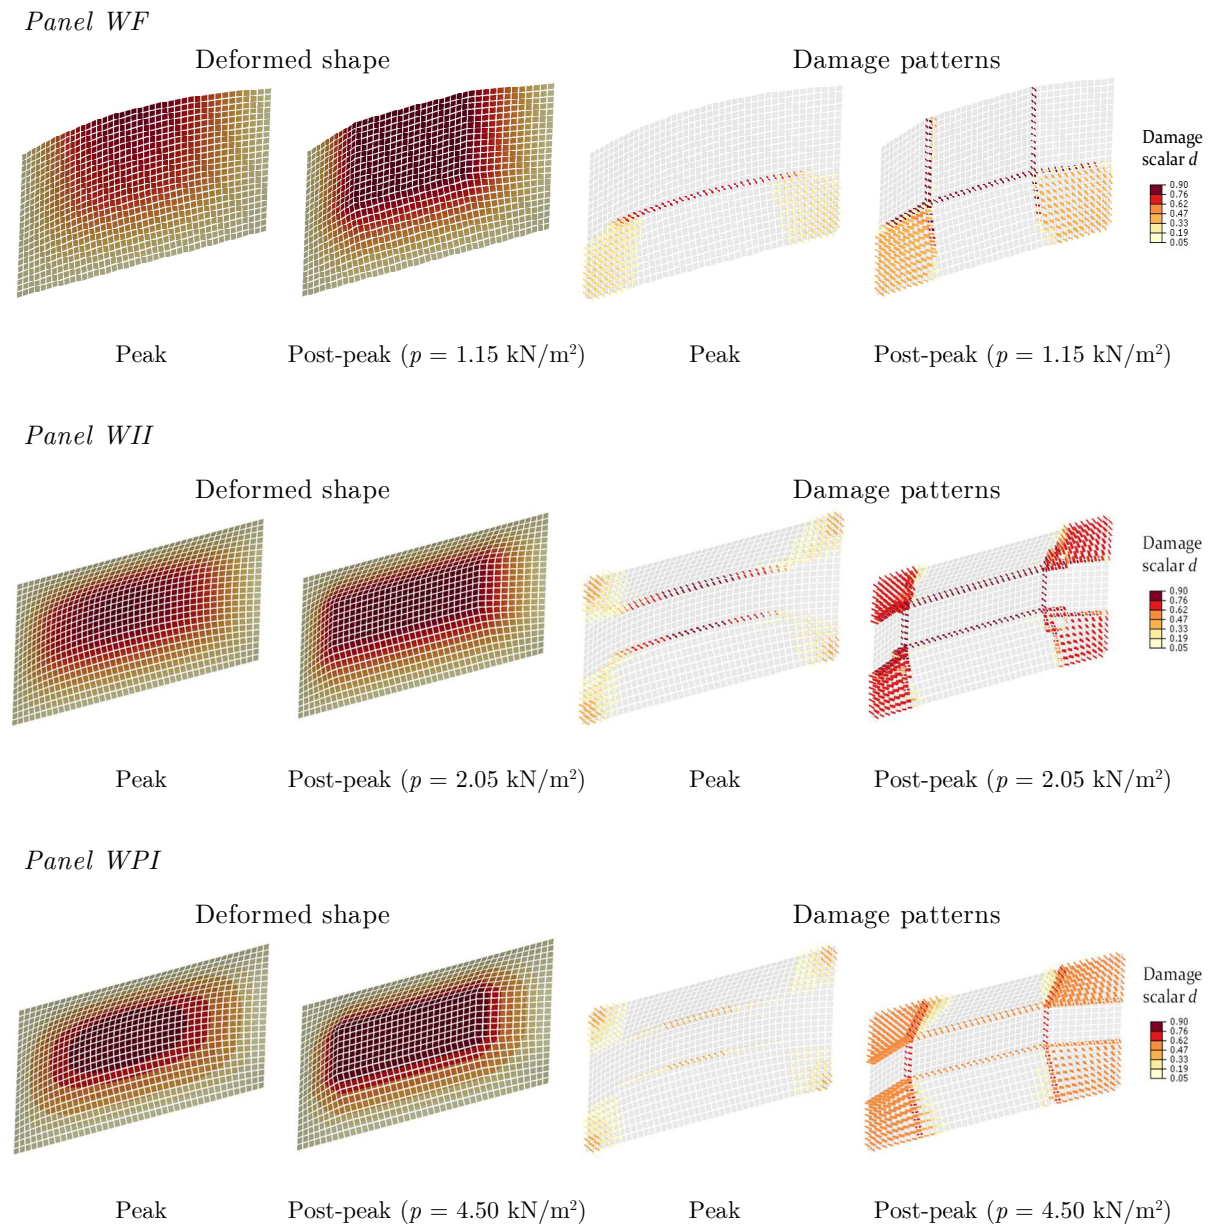 Panel WF
Deformed shape
Damage patterns
Damage
scalar d
0.90
0.76
0.62
0.47
0.33
0.19
0.05
Peak
Post-peak (p = 1.15 kN/m²)
Peak
Post-peak (p = 1.15 kN/m²)
Panel WII
Deformed shape
Damage patterns
Damage
scalar d
0.90
0.76
0.62
0.47
0.33
0.19
0.05
Peak
Post-peak (p = 2.05 kN/m²)
Peak
Post-peak (p = 2.05 kN/m²)
Panel WPI
Deformed shape
Damage patterns
Damage
scalar d
0.90
0.76
0.62
0.47
0.33
0.19
0.05
Peak
Post-peak (p = 4.50 kN/m²)
Peak
Post-peak (p = 4.50 kN/m²)